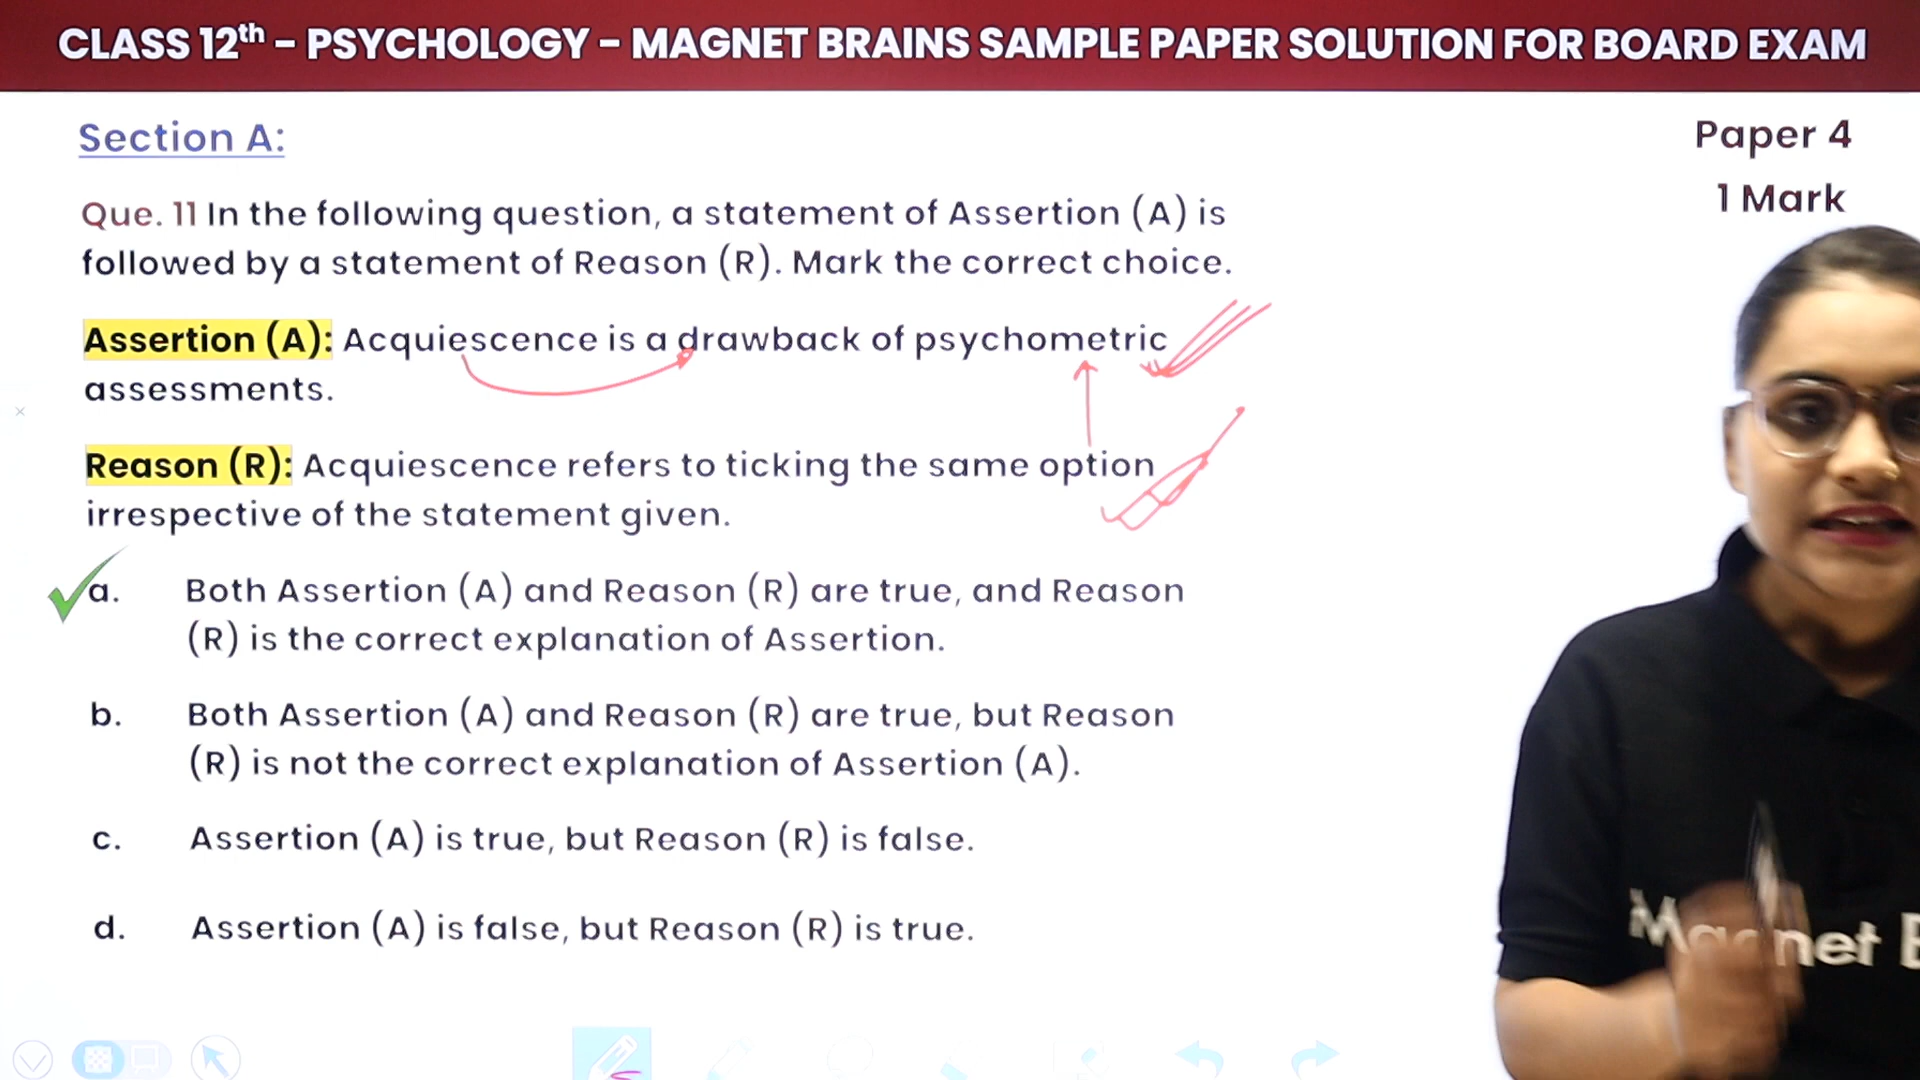 CLASS 12th – PSYCHOLOGY – MAGNET BRAINS SAMPLE PAPER SOLUTION FOR BOARD EXAM
Section A:
Paper 4
1 Mark
Que. 11 In the following question, a statement of Assertion (A) is
followed by a statement of Reason (R). Mark the correct choice.
Assertion (A): Acquiescence is a drawback of psychometric
assessments.
Reason (R): Acquiescence refers to ticking the same option
irrespective of the statement given.
a. Both Assertion (A) and Reason (R) are true, and Reason
(R) is the correct explanation of Assertion.
b. Both Assertion (A) and Reason (R) are true, but Reason
(R) is not the correct explanation of Assertion (A).
c. Assertion (A) is true, but Reason (R) is false.
d. Assertion (A) is false, but Reason (R) is true.